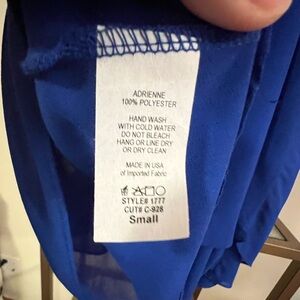 ADRIENNE
100% POLYESTER
HAND WASH
WITH COLD WATER
DO NOT BLEACH
HANG OR LINE DRY
OR DRY CLEAN
MADE IN USA
of Imported Fabric
STYLE# 1777
CUT# C-928
Small